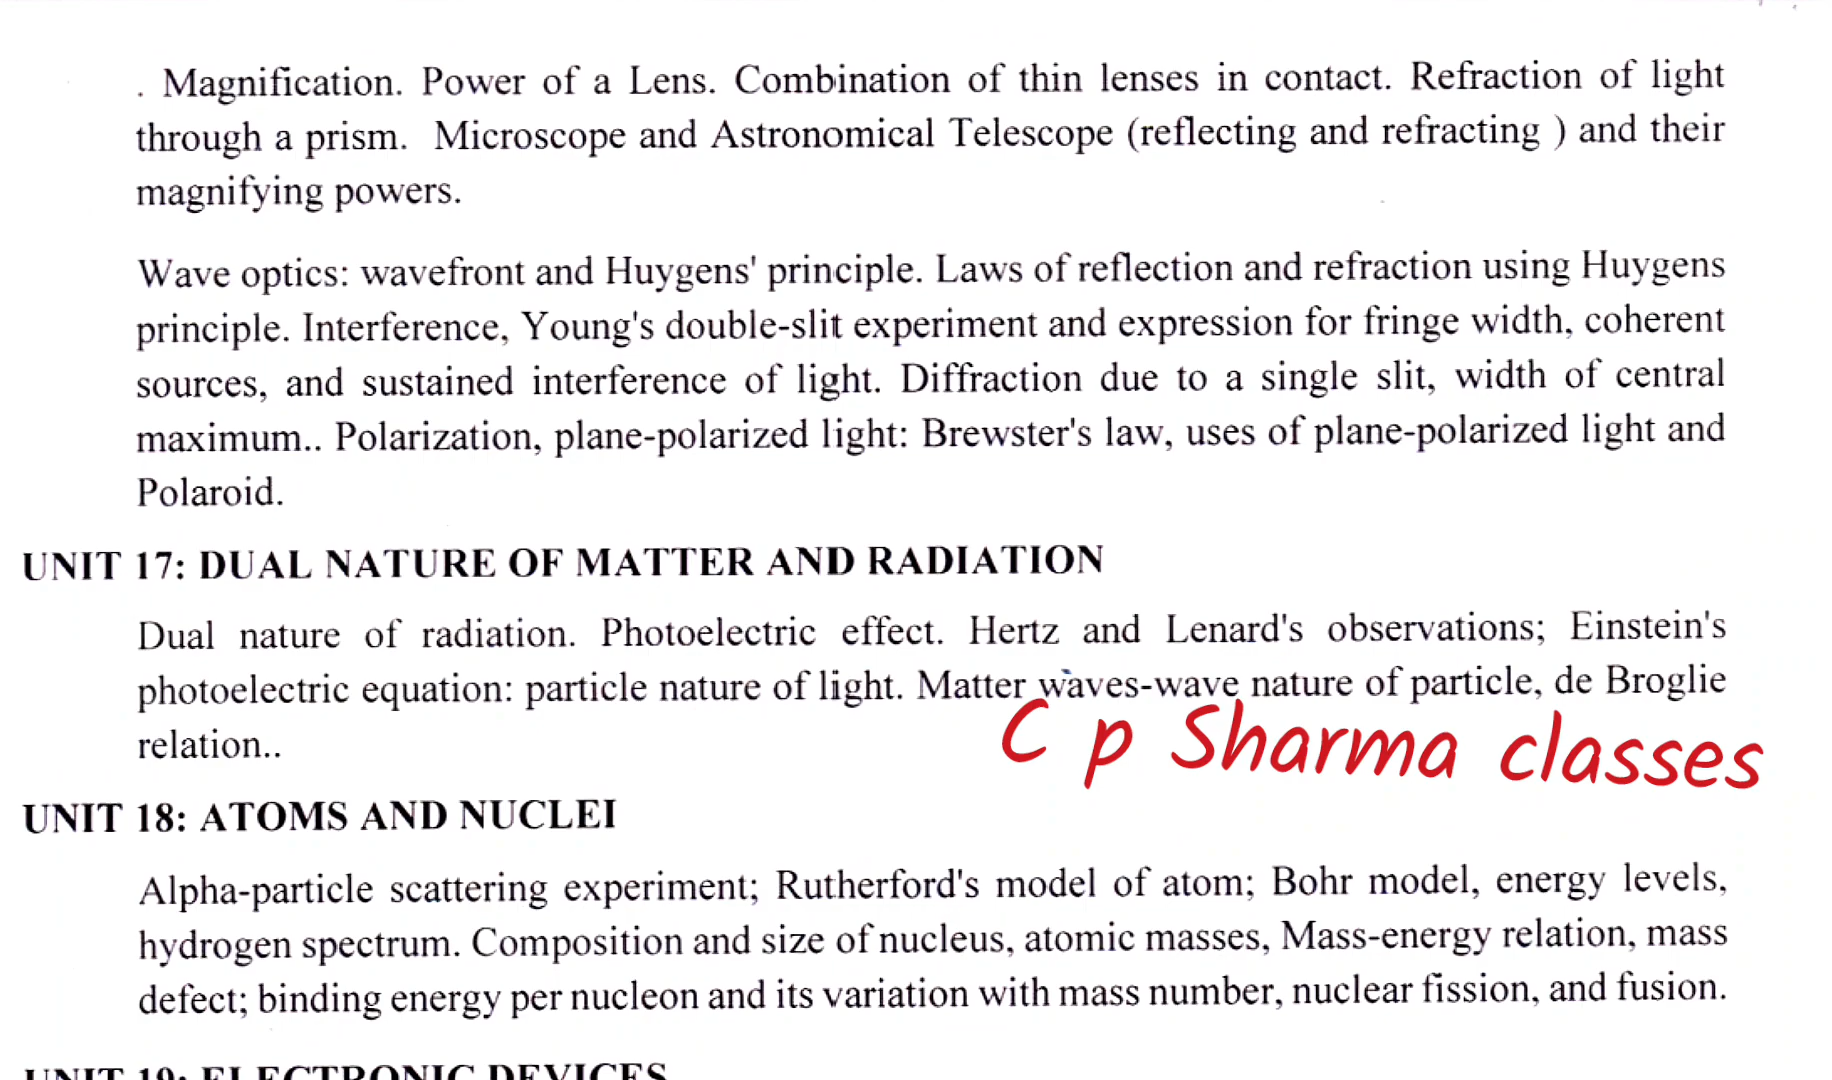 . Magnification. Power of a Lens. Combination of thin lenses in contact. Refraction of light
through a prism. Microscope and Astronomical Telescope (reflecting and refracting ) and their
magnifying powers.
Wave optics: wavefront and Huygens' principle. Laws of reflection and refraction using Huygens
principle. Interference, Young's double-slit experiment and expression for fringe width, coherent
sources, and sustained interference of light. Diffraction due to a single slit, width of central
maximum.. Polarization, plane-polarized light: Brewster's law, uses of plane-polarized light and
Polaroid.
UNIT 17: DUAL NATURE OF MATTER AND RADIATION
Dual nature of radiation. Photoelectric effect. Hertz and Lenard's observations; Einstein's
photoelectric equation: particle nature of light. Matter waves-wave nature of particle, de Broglie
relation..
C p Sharma classes
UNIT 18: ATOMS AND NUCLEI
Alpha-particle scattering experiment; Rutherford's model of atom; Bohr model, energy levels,
hydrogen spectrum. Composition and size of nucleus, atomic masses, Mass-energy relation, mass
defect; binding energy per nucleon and its variation with mass number, nuclear fission, and fusion.
UNIT 19: ELECTRONIC DEVICES